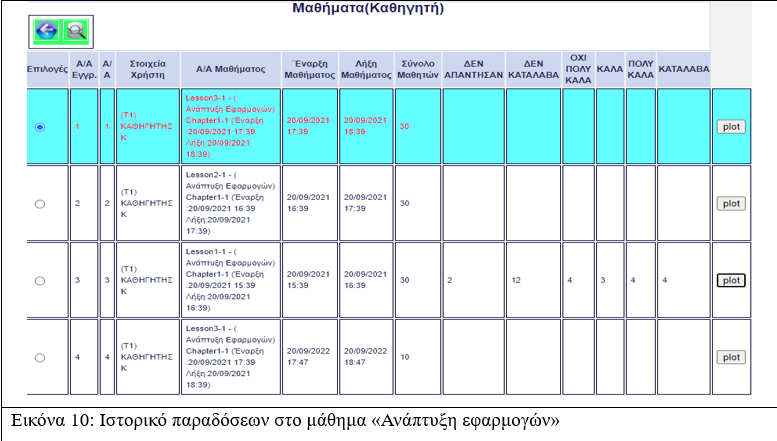 Μαθήματα(Καθηγητή)
Επιλογές Α/Α Εγγρ. Α/Α Στοιχεία Χρήστη Α/Α Μαθήματος Έναρξη Μαθήματος Λήξη Μαθήματος Σύνολο Μαθητών ΔΕΝ ΑΠΑΝΤΗΣΑΝ ΔΕΝ ΚΑΤΑΛΑΒΑ ΟΧΙ ΠΟΛΥ ΚΑΛΑ ΚΑΛΑ ΠΟΛΥ ΚΑΛΑ ΚΑΤΑΛΑΒΑ
Lesson3-1 - (
Ανάπτυξη Εφαρμογών)
(T1) ΚΑΘΗΓΗΤΗΣ Κ
1 1 Chapter1-1 (Έναρξη 20/09/2021 17:39 20/09/2021 18:39 30 plot
:20/09/2021 17:39
Λήξη:20/09/2021
18:39)
Lesson2-1 - (
Ανάπτυξη Εφαρμογών)
(T1) ΚΑΘΗΓΗΤΗΣ Κ
2 2 Chapter1-1 (Έναρξη 20/09/2021 16:39 20/09/2021 17:39 30 plot
:20/09/2021 16:39
Λήξη:20/09/2021
17:39)
Lesson1-1 - (
Ανάπτυξη Εφαρμογών)
(T1) ΚΑΘΗΓΗΤΗΣ Κ
3 3 Chapter1-1 (Έναρξη 20/09/2021 15:39 20/09/2021 16:39 30 2 12 4 3 4 4 plot
:20/09/2021 15:39
Λήξη:20/09/2021
16:39)
Lesson3-1 - (
Ανάπτυξη Εφαρμογών)
(T1) ΚΑΘΗΓΗΤΗΣ Κ
4 4 Chapter1-1 (Έναρξη 20/09/2022 17:47 20/09/2022 18:47 10 plot
:20/09/2021 17:39
Λήξη:20/09/2021
18:39)
Εικόνα 10: Ιστορικό παραδόσεων στο μάθημα «Ανάπτυξη εφαρμογών»